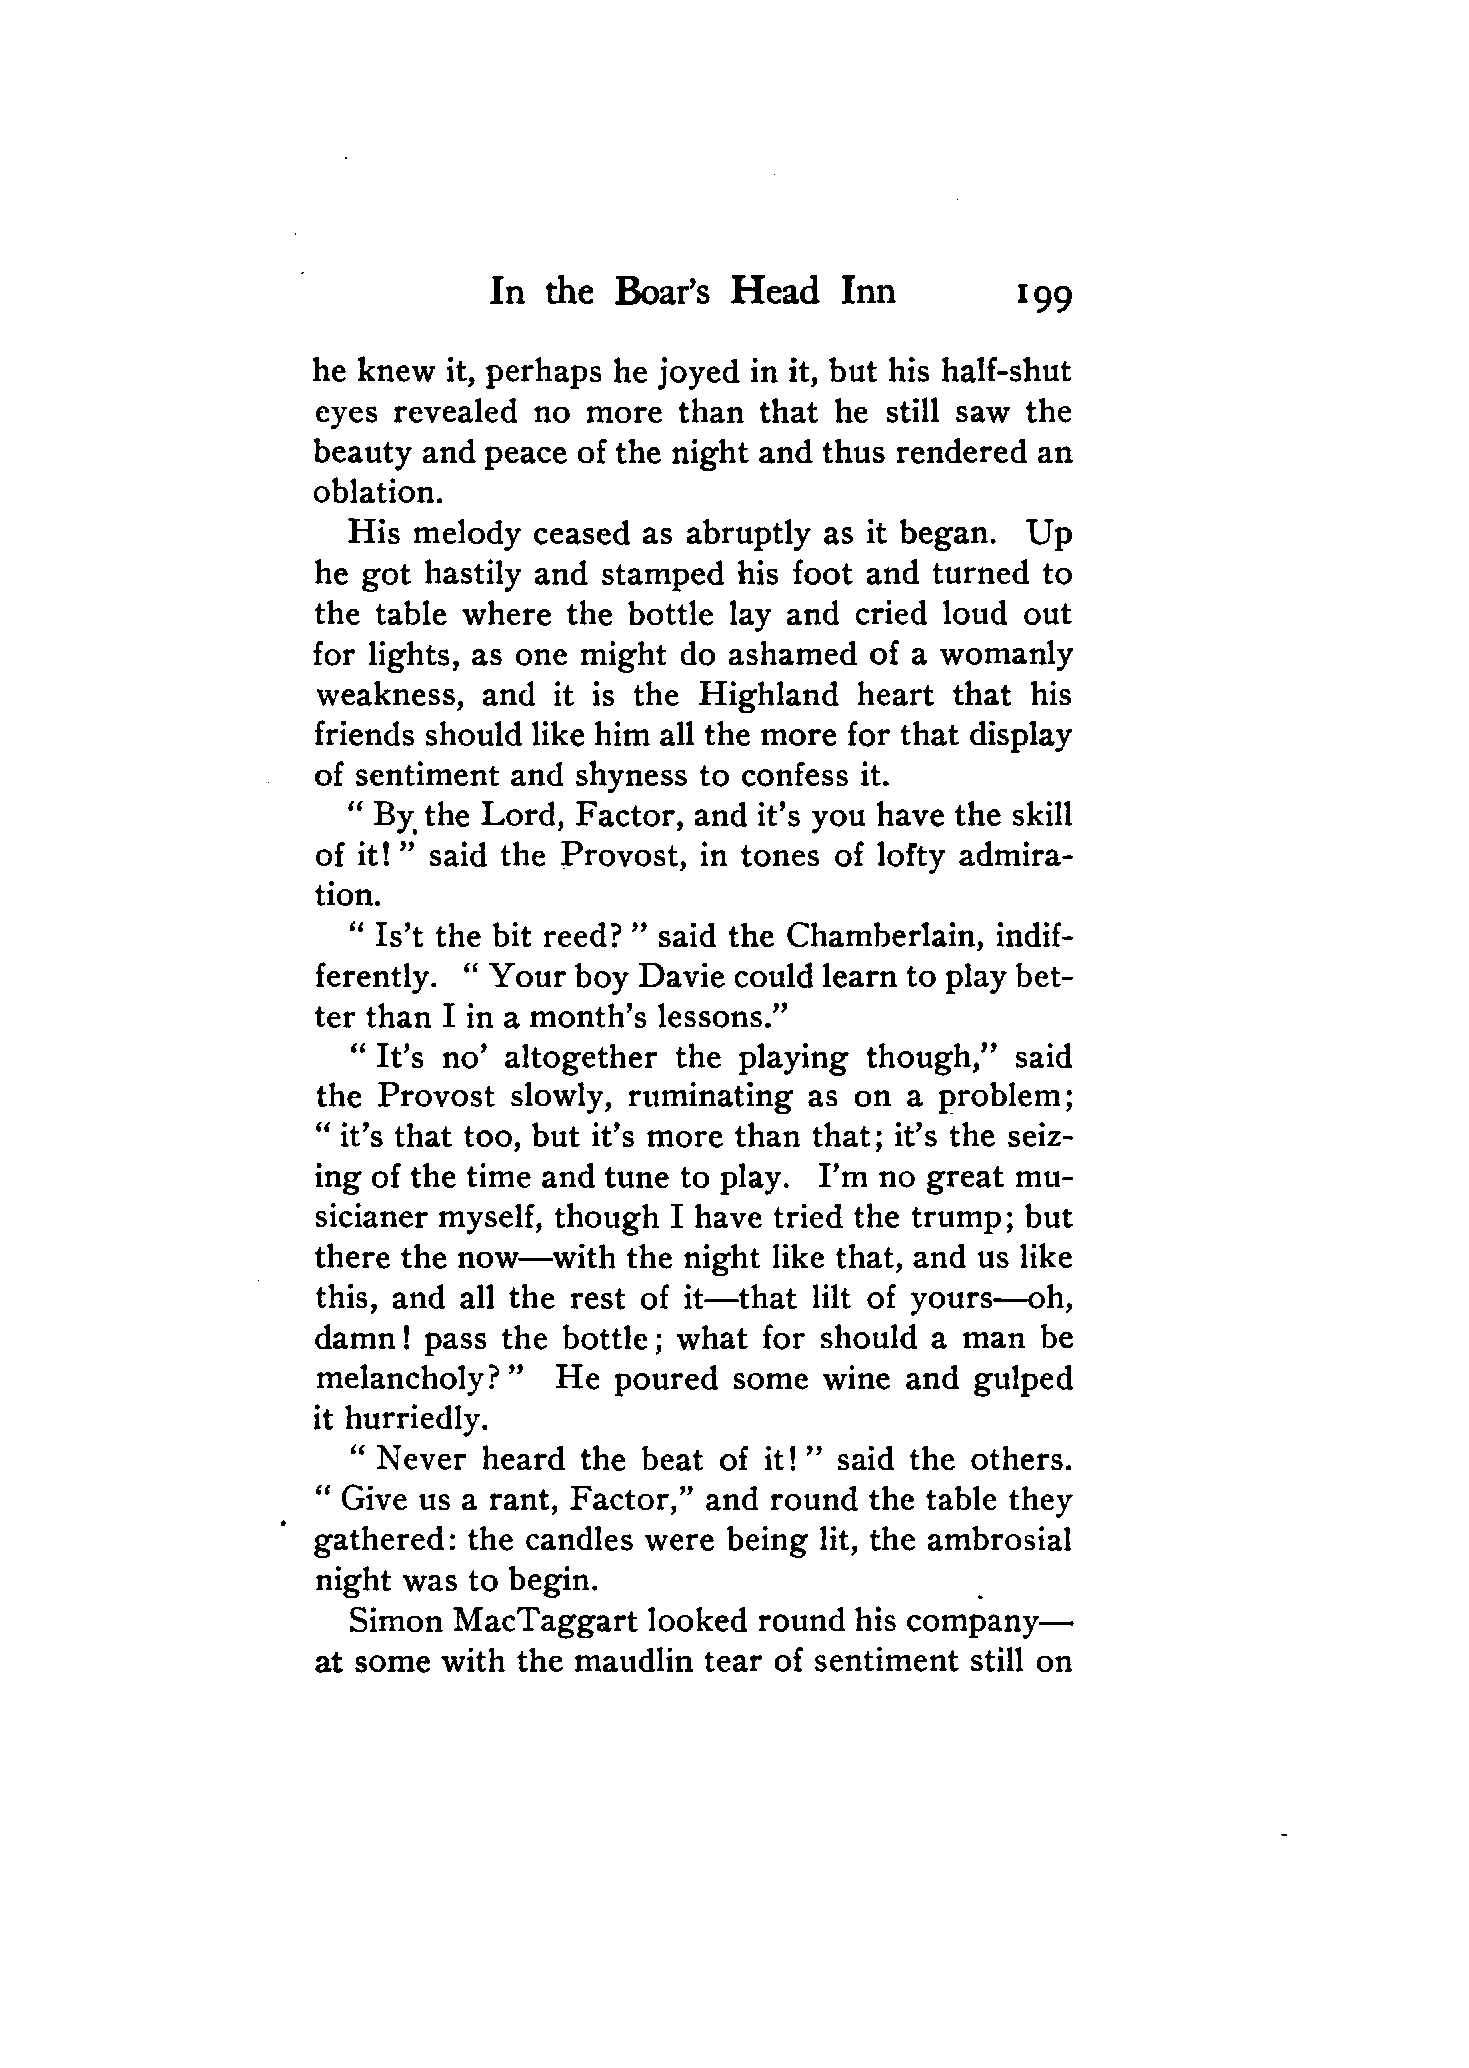 In the Boar's Head Inn 199
he knew it, perhaps he joyed in it, but his half-shut
eyes revealed no more than that he still saw the
beauty and peace of the night and thus rendered an
oblation.
His melody ceased as abruptly as it began. Up
he got hastily and stamped his foot and turned to
the table where the bottle lay and cried loud out
for lights, as one might do ashamed of a womanly
weakness, and it is the Highland heart that his
friends should like him all the more for that display
of sentiment and shyness to confess it.
" By the Lord, Factor, and it's you have the skill
of it! " said the Provost, in tones of lofty admira-
tion.
" Is't the bit reed? " said the Chamberlain, indif-
ferently. " Your boy Davie could learn to play bet-
ter than I in a month's lessons."
" It's no' altogether the playing though," said
the Provost slowly, ruminating as on a problem;
" it's that too, but it's more than that; it's the seiz-
ing of the time and tune to play. I'm no great mu-
sicianer myself, though I have tried the trump; but
there the now—with the night like that, and us like
this, and all the rest of it—that lilt of yours—oh,
damn! pass the bottle; what for should a man be
melancholy? " He poured some wine and gulped
it hurriedly.
" Never heard the beat of it! " said the others.
" Give us a rant, Factor," and round the table they
gathered: the candles were being lit, the ambrosial
night was to begin.
Simon MacTaggart looked round his company—
at some with the maudlin tear of sentiment still on